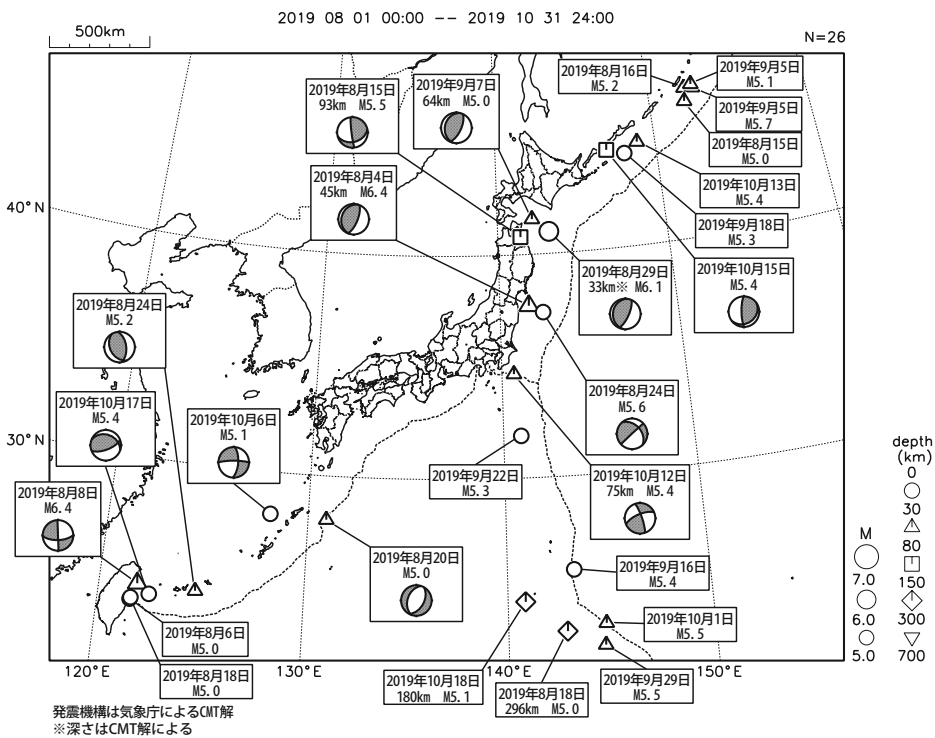 2019 08 01 00:00 -- 2019 10 31 24:00
500km
N=26
2019年8月16日
M5.2
2019年9月5日
M5.1
2019年9月5日
M5.7
2019年8月15日
M5.0
2019年8月15日
93km M5.5
2019年9月7日
64km M5.0
2019年8月4日
45km M6.4
2019年10月13日
M5.4
2019年9月18日
M5.3
2019年10月15日
M5.4
2019年8月29日
33km※ M6.1
40°N
2019年8月24日
M5.2
2019年10月17日
M5.4
2019年10月6日
M5.1
2019年8月24日
M5.6
30°N
2019年9月22日
M5.3
2019年10月12日
75km M5.4
2019年8月8日
M6.4
2019年8月20日
M5.0
2019年9月16日
M5.4
2019年8月6日
M5.0
2019年8月18日
M5.0
2019年10月1日
M5.5
2019年10月18日
180km M5.1
2019年8月18日
296km M5.0
2019年9月29日
M5.5
120°E
130°E
140°E
150°E
M
7.0
6.0
5.0
depth
(km)
0
30
80
150
300
700
発震機構は気象庁によるCMT解
※深さはCMT解による